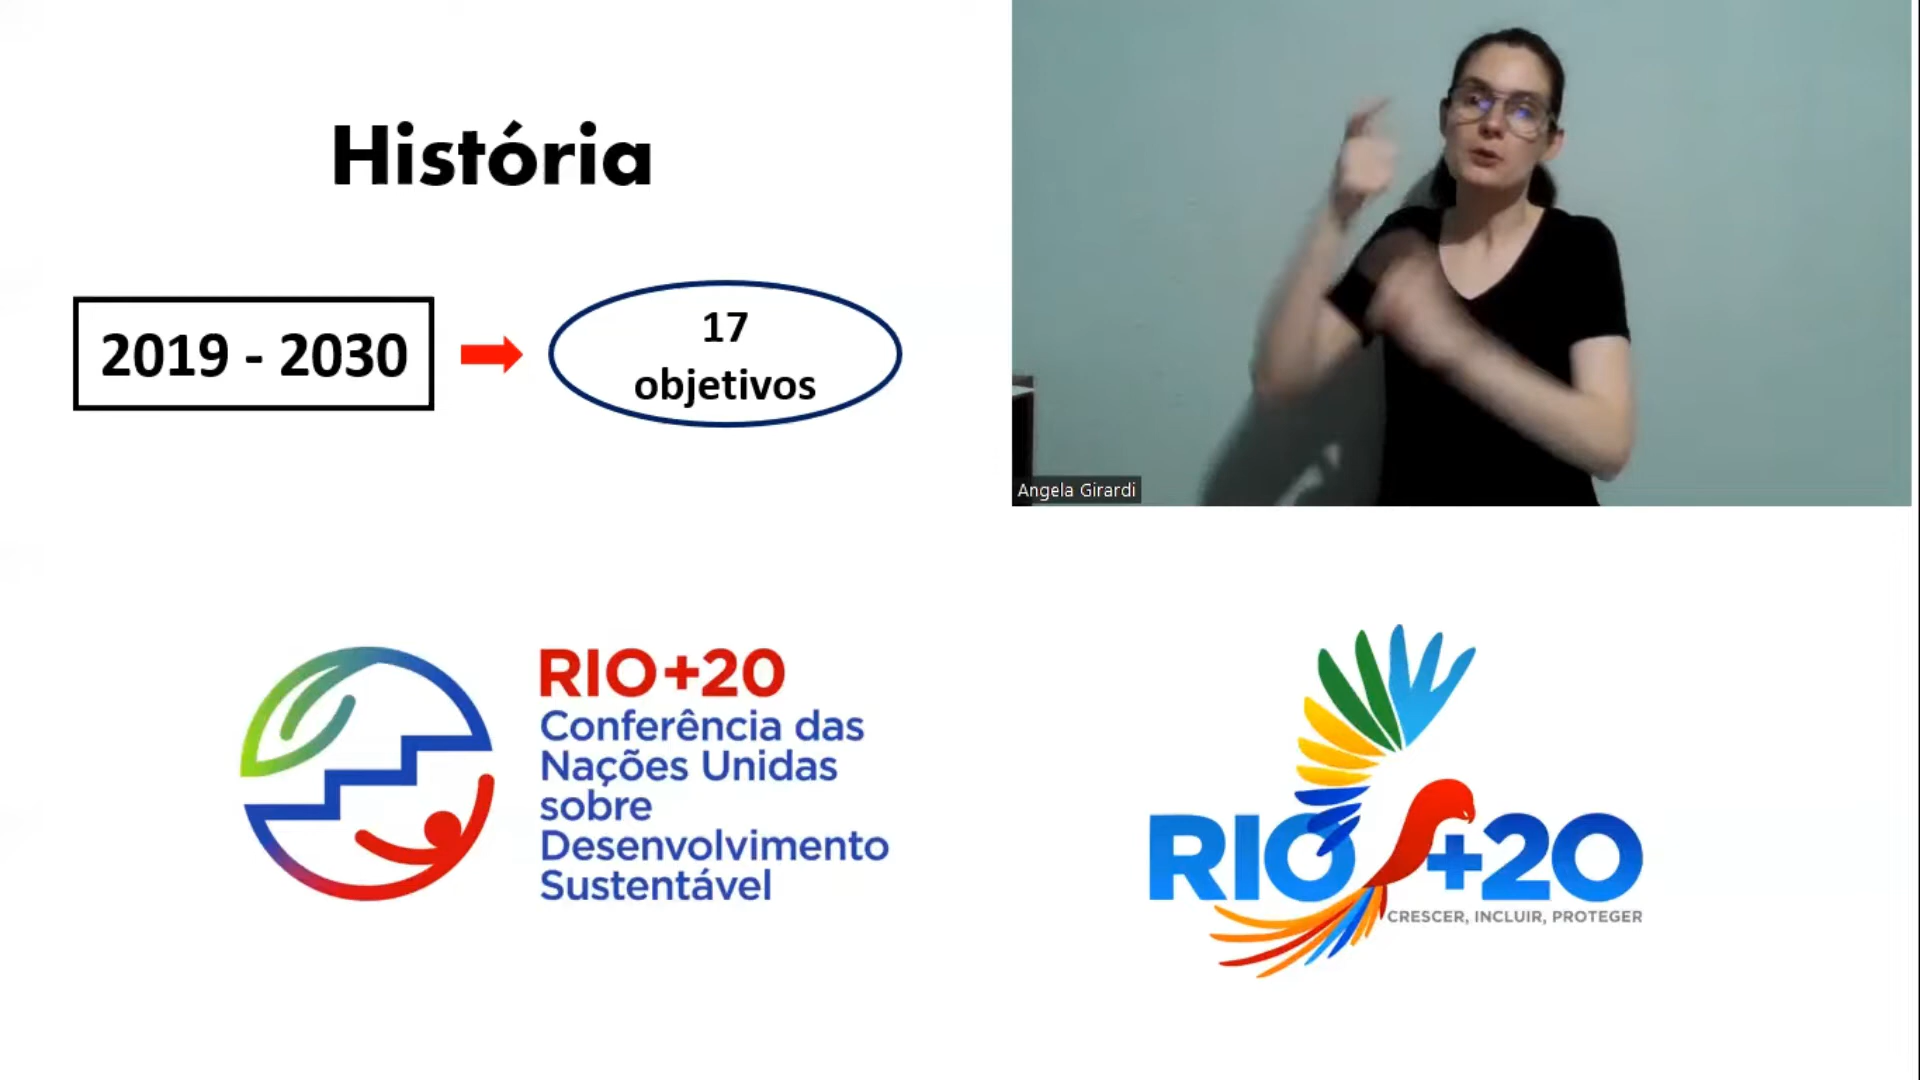 História
2019 - 2030
17
objetivos
Angela Girardi
RIO+20
Conferência das
Nações Unidas
sobre
Desenvolvimento
Sustentável
RIO+20
CRESCER, INCLUIR, PROTEGER